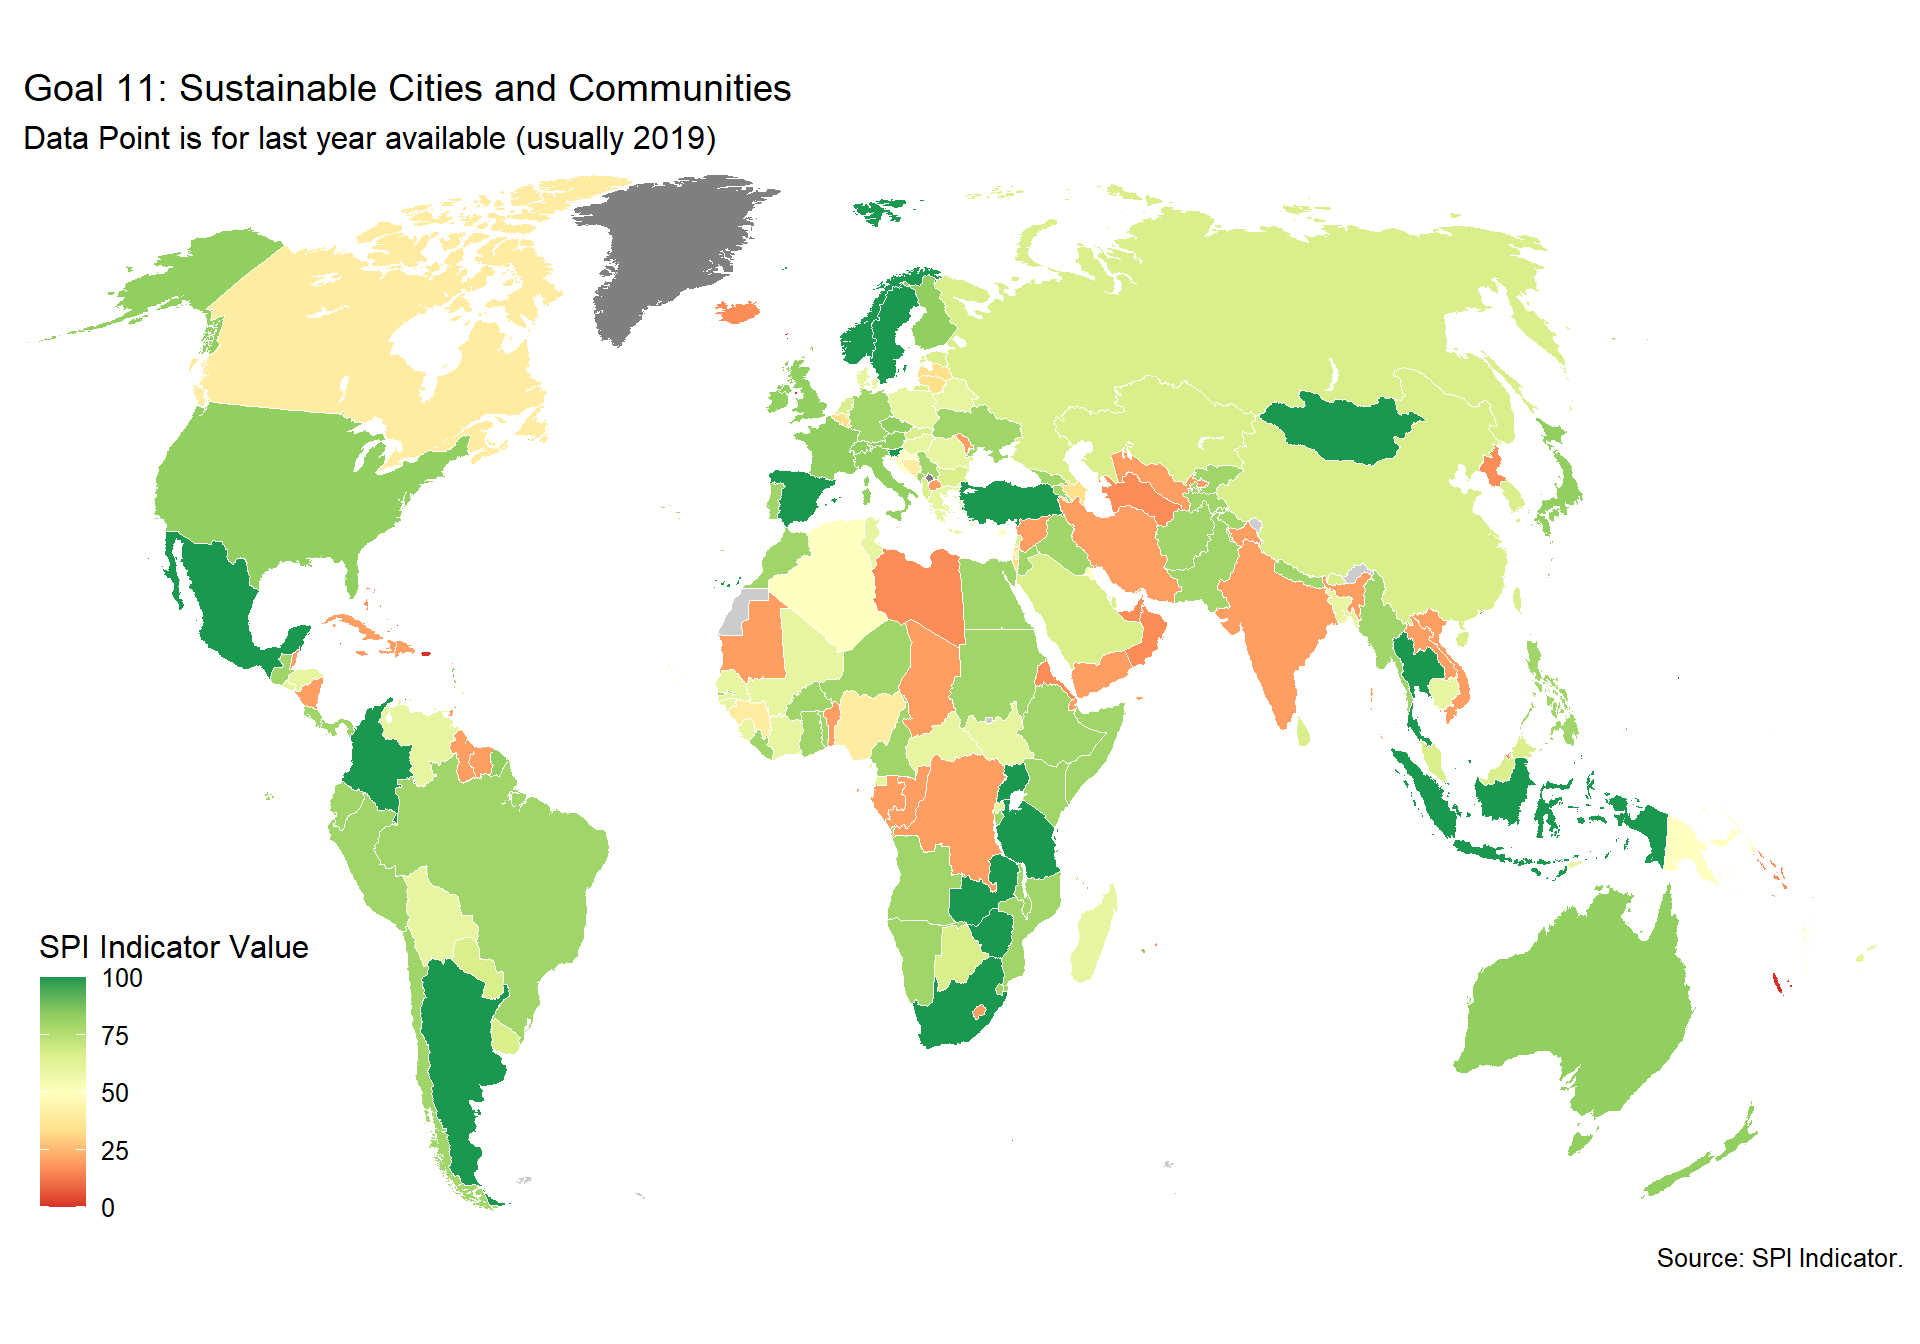 Goal 11: Sustainable Cities and Communities
Data Point is for last year available (usually 2019)
SPI Indicator Value
100
75
50
25
0
Source: SPI Indicator.